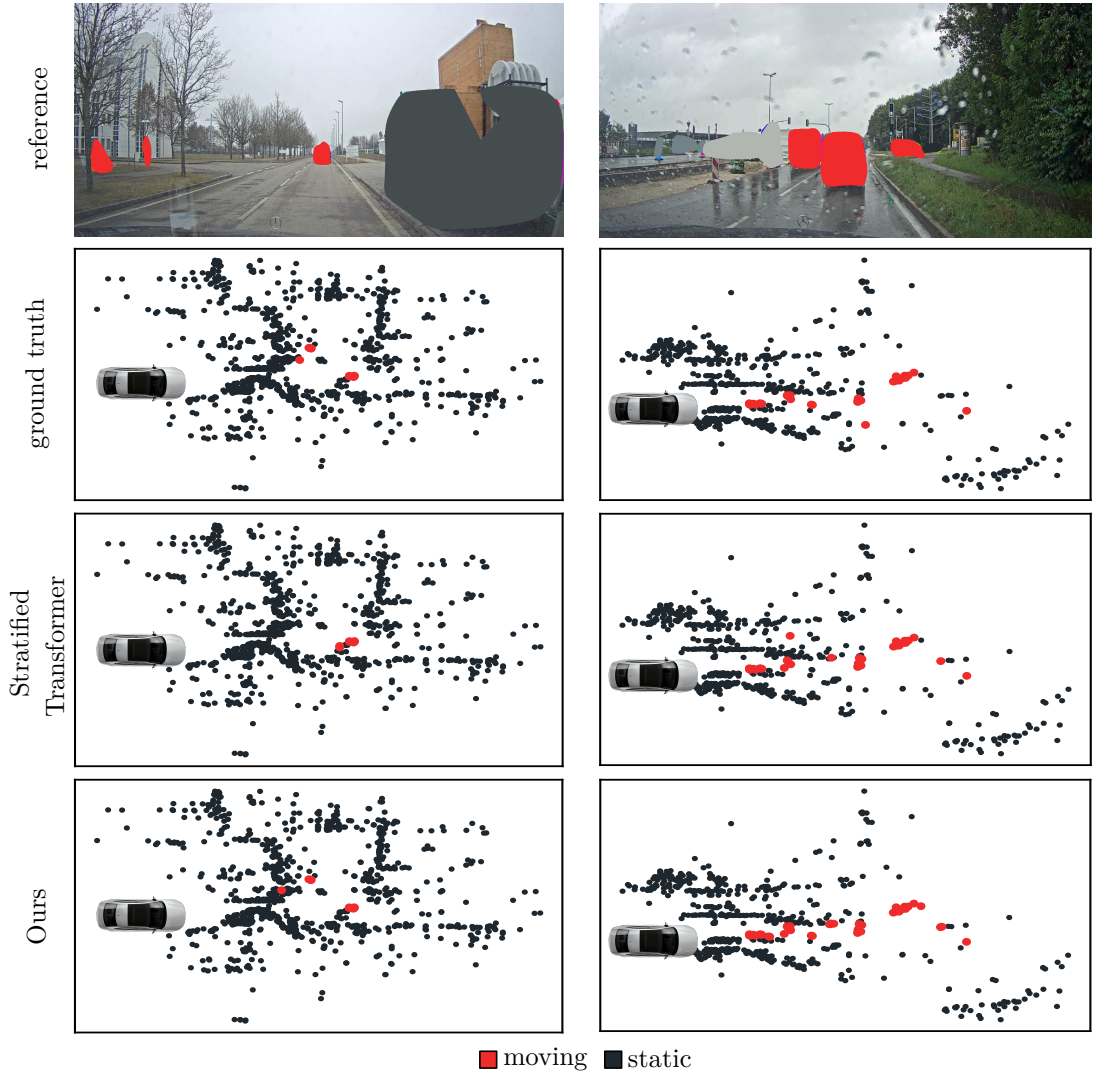 reference
ground truth
Stratified
Transformer
Ours
moving
static